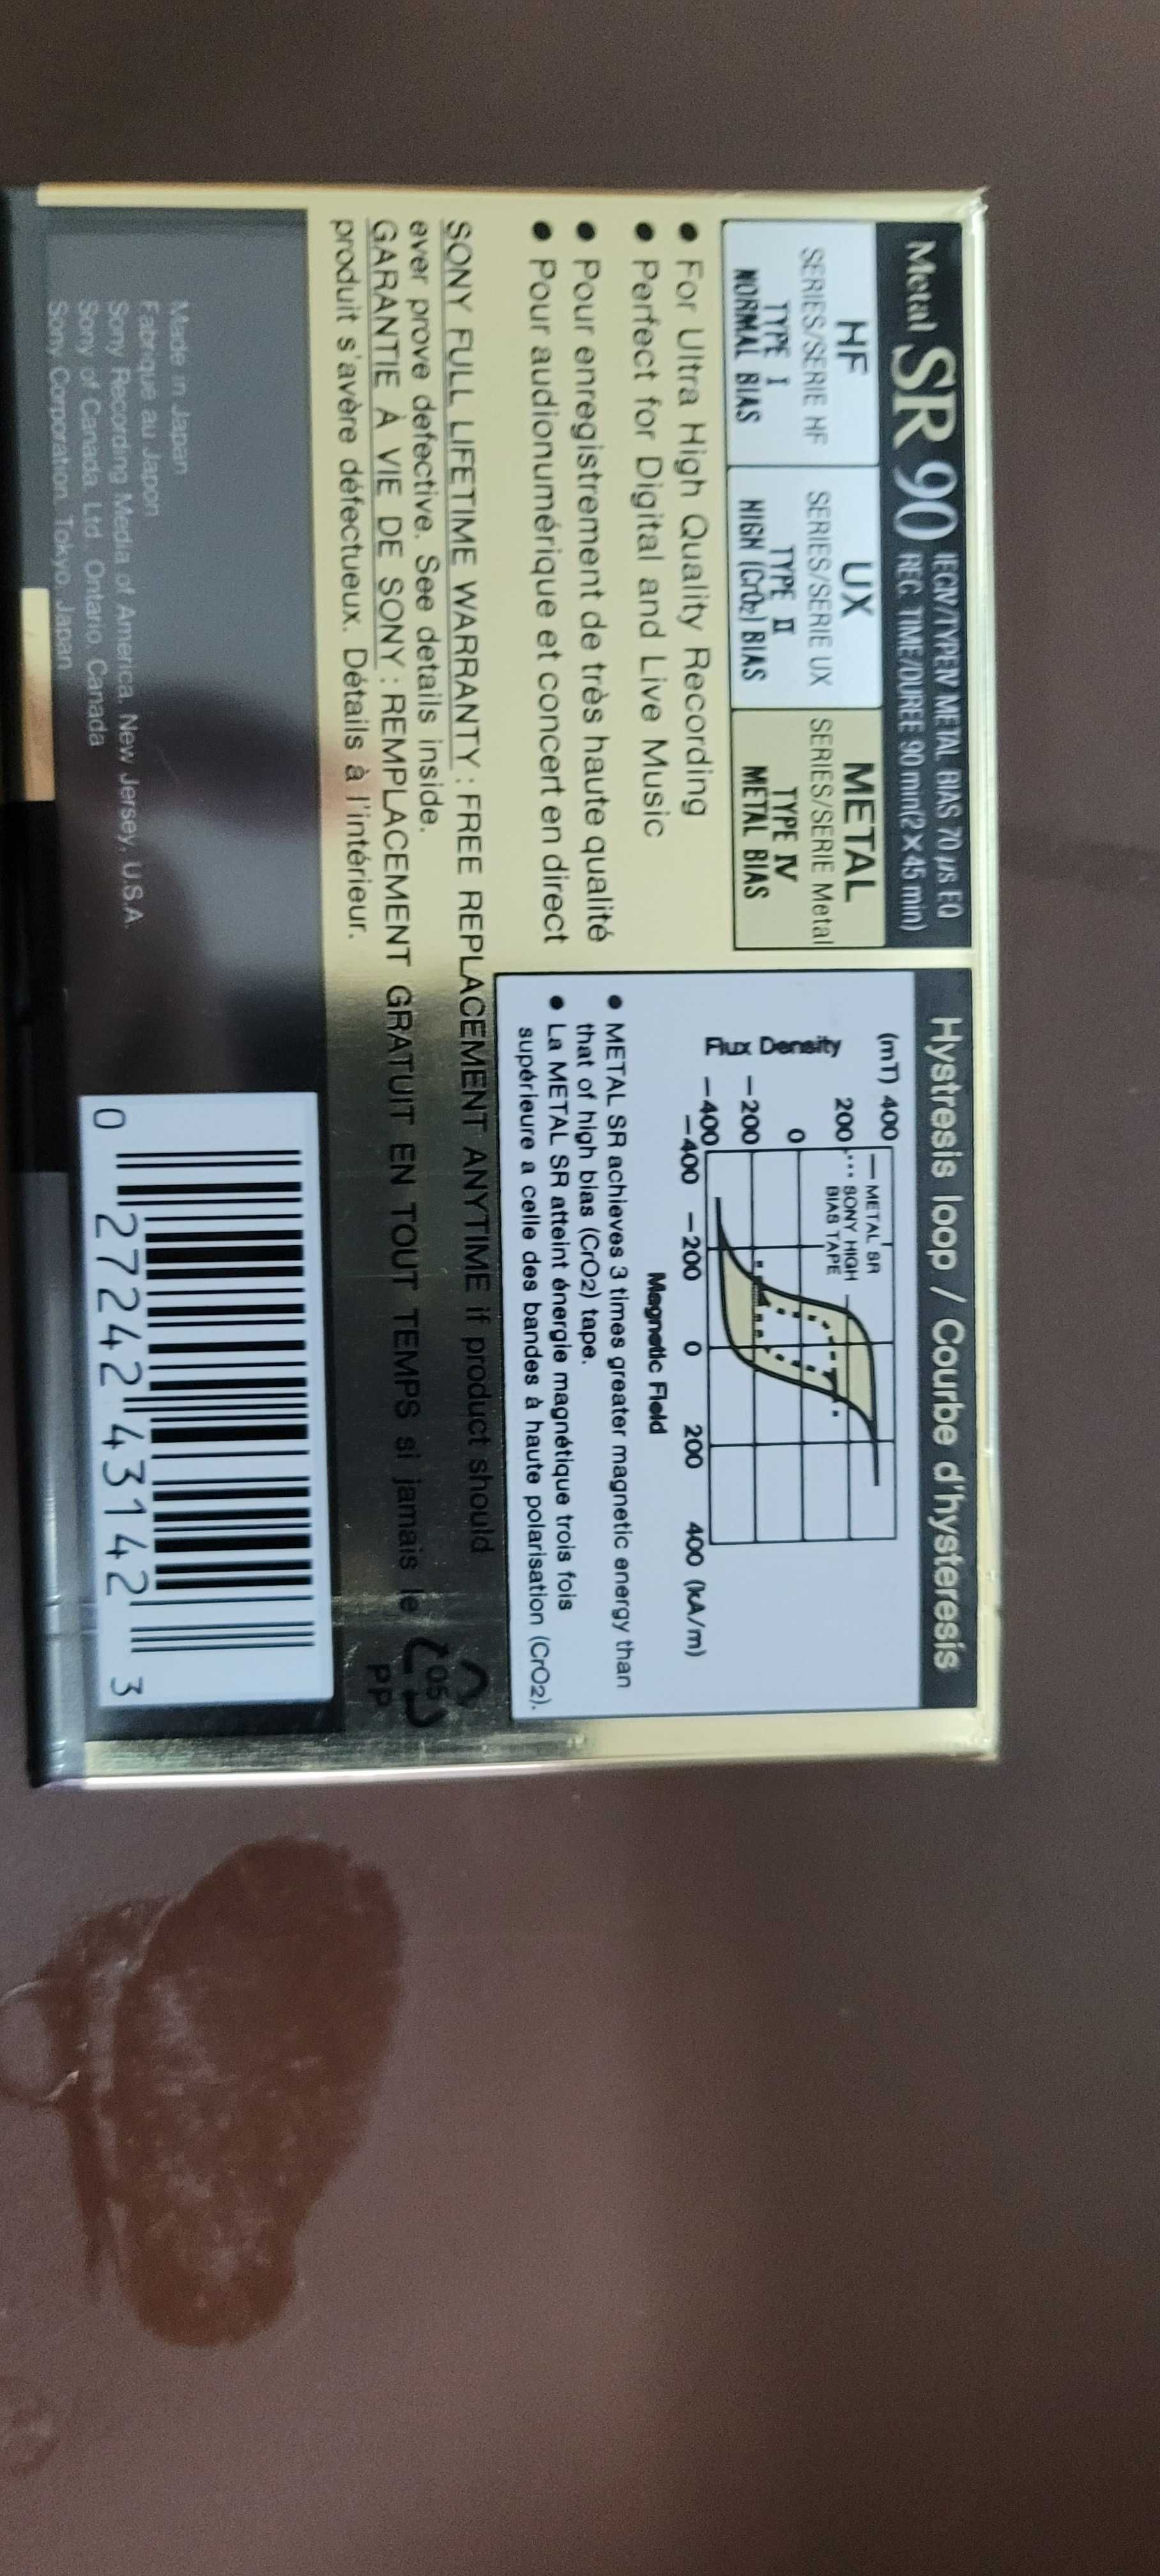 Metal SR 90 IECIV/TYPEIV METAL BIAS 70 µs EQ
REC. TIME/DUREE 90 min(2×45 min)
HF
SERIES/SERIE HF
TYPE I
NORMAL BIAS
UX
SERIES/SERIE UX
TYPE II
HIGH (CrO2) BIAS
METAL
SERIES/SERIE Metal
TYPE IV
METAL BIAS
● For Ultra High Quality Recording
● Perfect for Digital and Live Music
● Pour enregistrement de très haute qualité
● Pour audionumérique et concert en direct
Hystresis loop / Courbe d'hysteresis
(mT) 400
200
0
−200
−400
Flux Density
— METAL SR
···· SONY HIGH
BIAS TAPE
−400 −200 0 200 400 (kA/m)
Magnetic Field
● METAL SR achieves 3 times greater magnetic energy than
that of high bias (CrO2) tape.
● La METAL SR atteint énergie magnétique trois fois
supérieure a celle des bandes à haute polarisation (CrO2).
SONY FULL LIFETIME WARRANTY : FREE REPLACEMENT ANYTIME if product should
ever prove defective. See details inside.
GARANTIE À VIE DE SONY : REMPLACEMENT GRATUIT EN TOUT TEMPS si jamais le
produit s'avère défectueux. Détails à l'intérieur.
05
PP
Made in Japan
Fabriqué au Japon
Sony Recording Media of America, New Jersey, U.S.A.
Sony of Canada Ltd., Ontario, Canada
Sony Corporation, Tokyo, Japan
0 27242 43142 3